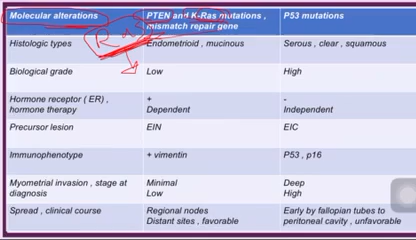 Molecular alterations PTEN and K-Ras mutations , P53 mutations
mismatch repair gene
Histologic types Endometrioid , mucinous Serous , clear , squamous
Biological grade Low High
Hormone receptor ( ER) , + -
hormone therapy Dependent Independent
Precursor lesion EIN EIC
Immunophenotype + vimentin P53 , p16
Myometrial invasion , stage at Minimal Deep
diagnosis Low High
Spread , clinical course Regional nodes Early by fallopian tubes to
Distant sites , favorable peritoneal cavity , unfavorable